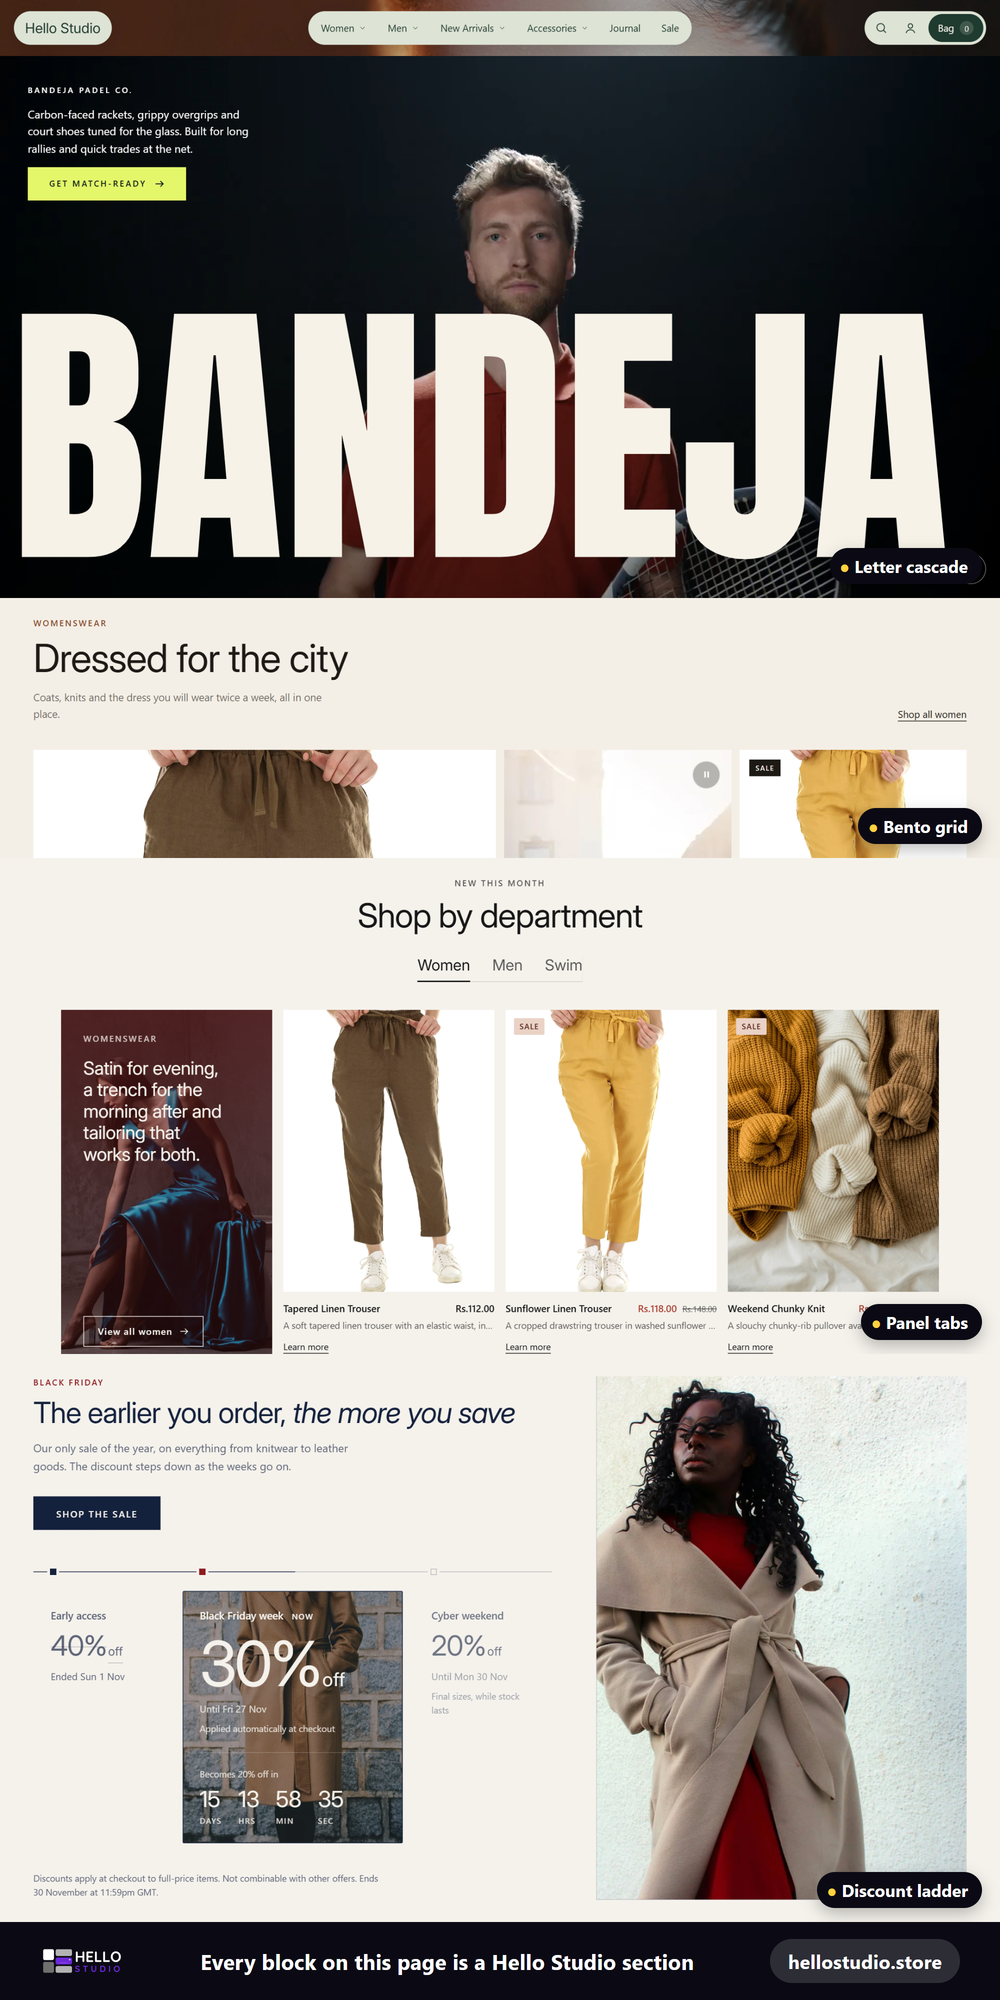 Hello Studio
Women
Men
New Arrivals
Accessories
Journal
Sale
Bag 0
BANDEJA PADEL CO.
Carbon-faced rackets, grippy overgrips and
court shoes tuned for the glass. Built for long
rallies and quick trades at the net.
GET MATCH-READY →
BANDEJA
Letter cascade
WOMENSWEAR
Dressed for the city
Coats, knits and the dress you will wear twice a week, all in one
place.
Shop all women
SALE
Bento grid
NEW THIS MONTH
Shop by department
Women Men Swim
WOMENSWEAR
Satin for evening,
a trench for the
morning after and
tailoring that
works for both.
View all women →
Tapered Linen Trouser Rs.112.00
A soft tapered linen trouser with an elastic waist, in...
Learn more
SALE
Sunflower Linen Trouser Rs.118.00 Rs.148.00
A cropped drawstring trouser in washed sunflower ...
Learn more
SALE
Weekend Chunky Knit
A slouchy chunky-rib pullover
Learn more
Panel tabs
BLACK FRIDAY
The earlier you order, the more you save
Our only sale of the year, on everything from knitwear to leather
goods. The discount steps down as the weeks go on.
SHOP THE SALE
Early access
40% off
Ended Sun 1 Nov
Black Friday week NOW
30% off
Until Fri 27 Nov
Applied automatically at checkout
Becomes 20% off in
15 13 58 35
DAYS HRS MIN SEC
Cyber weekend
20% off
Until Mon 30 Nov
Final sizes, while stock
lasts
Discounts apply at checkout to full-price items. Not combinable with other offers. Ends
30 November at 11:59pm GMT.
Discount ladder
HELLO
STUDIO
Every block on this page is a Hello Studio section
hellostudio.store